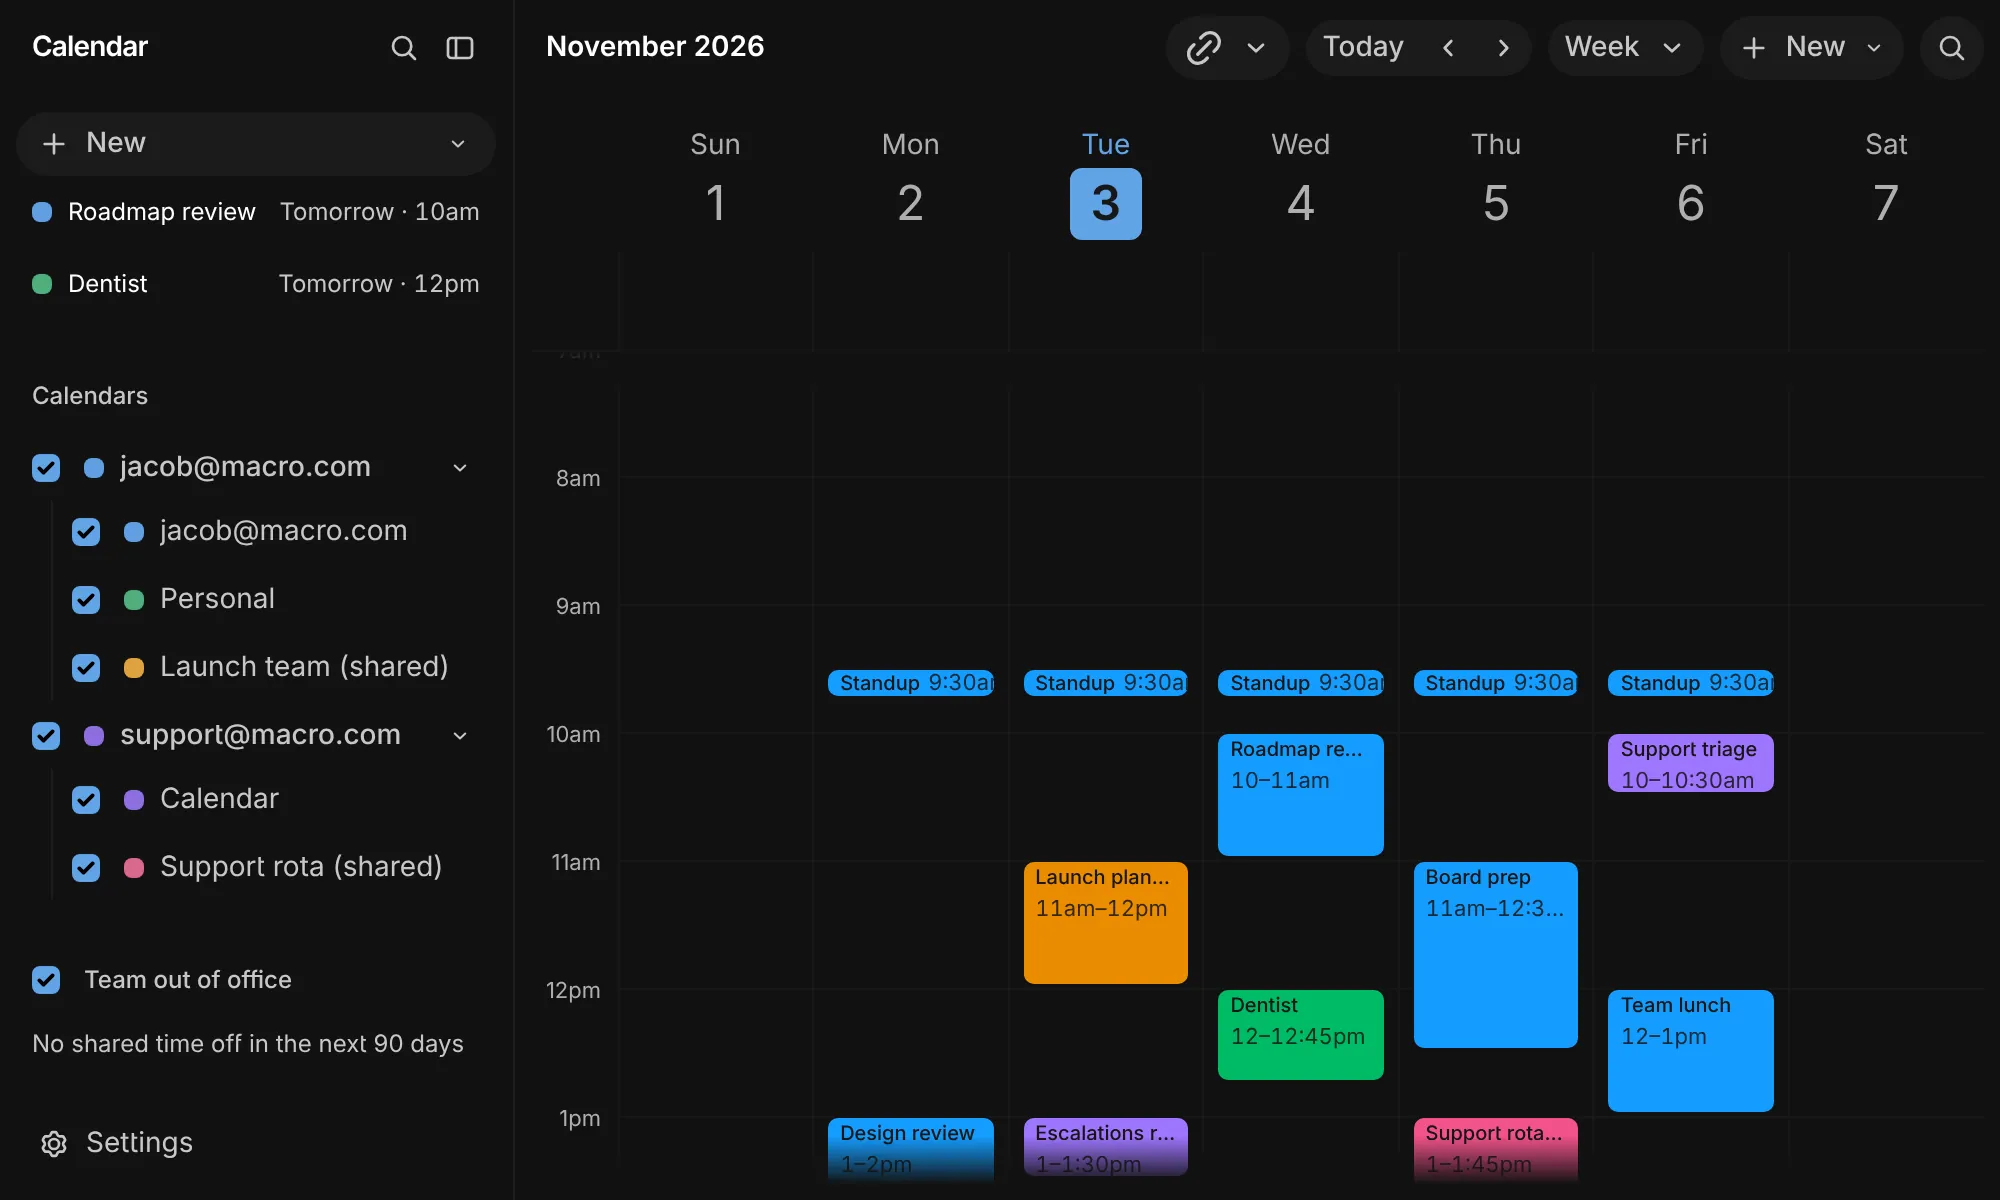 Calendar
New
Roadmap review Tomorrow · 10am
Dentist Tomorrow · 12pm
Calendars
jacob@macro.com
jacob@macro.com
Personal
Launch team (shared)
support@macro.com
Calendar
Support rota (shared)
Team out of office
No shared time off in the next 90 days
Settings
November 2026
Today
Week
New
Sun Mon Tue Wed Thu Fri Sat
1 2 3 4 5 6 7
8am
9am
Standup 9:30a
Standup 9:30a
Standup 9:30a
Standup 9:30a
Standup 9:30a
10am
Roadmap re…
10–11am
Support triage
10–10:30am
11am
Launch plan…
11am–12pm
Board prep
11am–12:3…
12pm
Dentist
12–12:45pm
Team lunch
12–1pm
1pm
Design review
1–2pm
Escalations r…
1–1:30pm
Support rota…
1–1:45pm